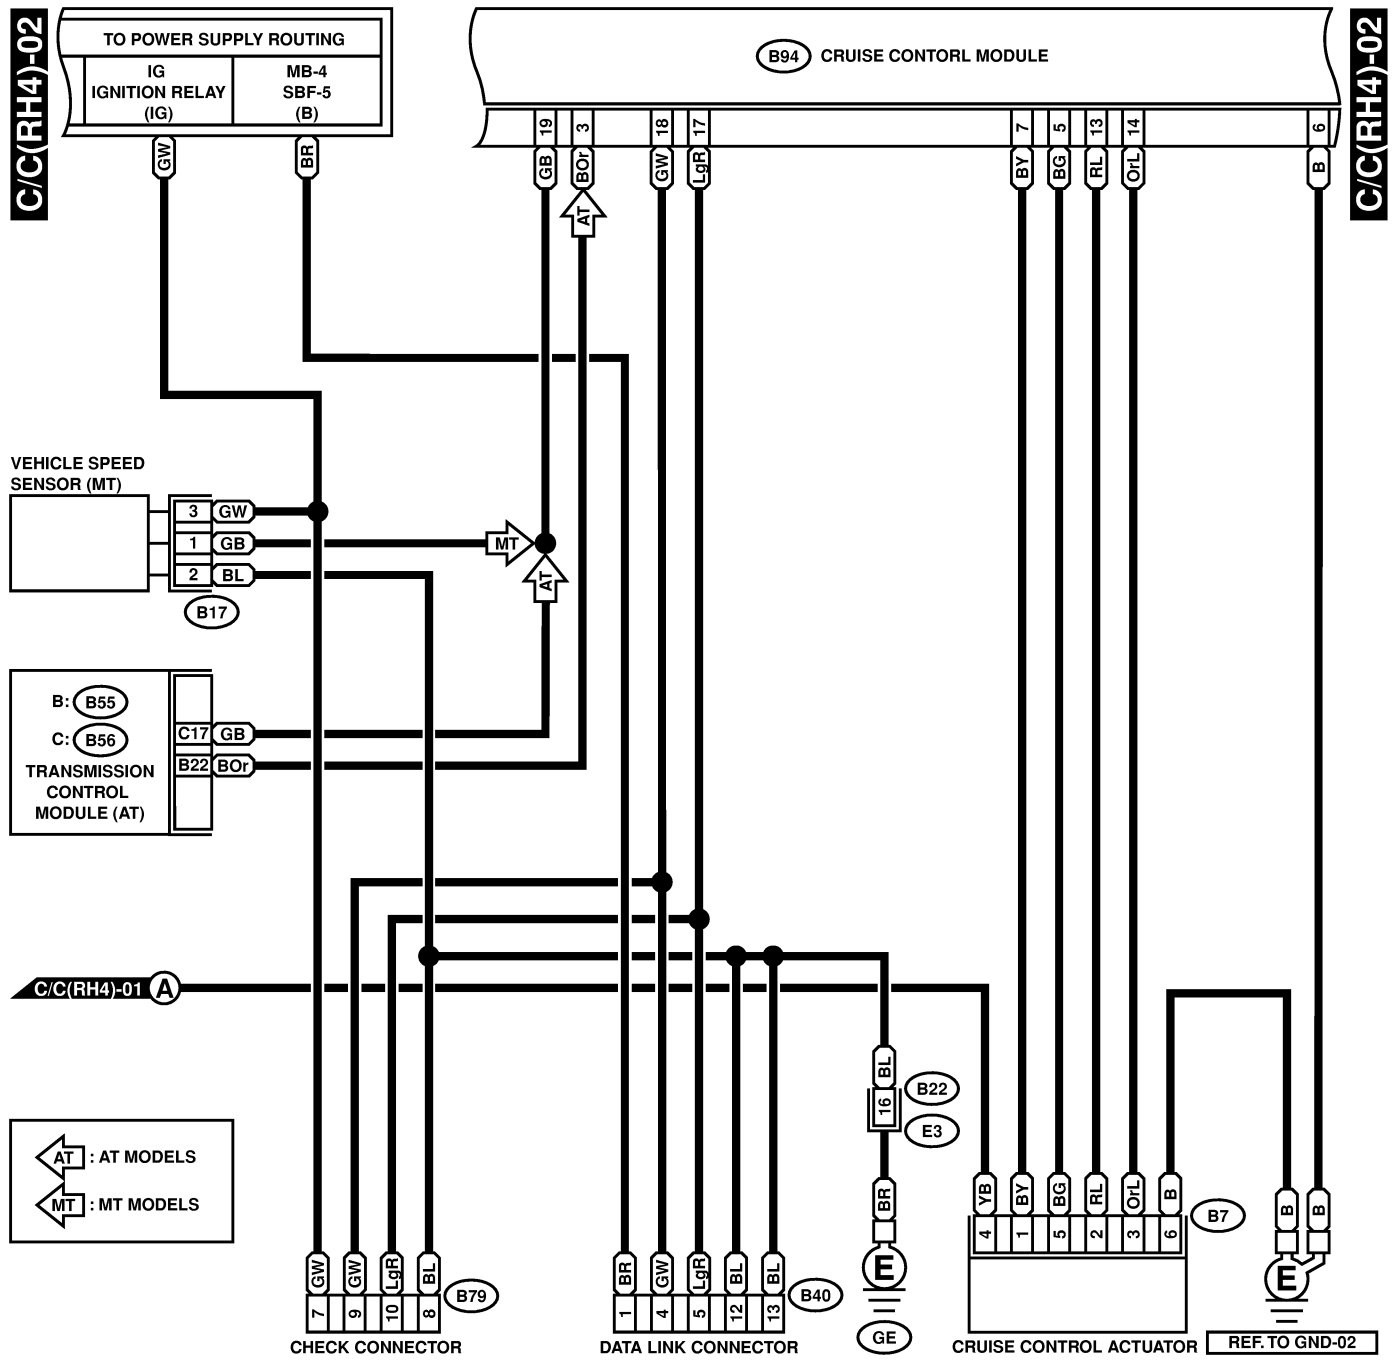 C/C(RH4)-02
TO POWER SUPPLY ROUTING
IG
IGNITION RELAY
(IG)
MB-4
SBF-5
(B)
GW
BR
B94
CRUISE CONTORL MODULE
C/C(RH4)-02
19
3
18
17
7
5
13
14
6
GB
BOr
GW
LgR
BY
BG
RL
OrL
B
AT
VEHICLE SPEED
SENSOR (MT)
3 GW
1 GB
2 BL
B17
MT
AT
B: B55
C: B56
TRANSMISSION
CONTROL
MODULE (AT)
C17 GB
B22 BOr
C/C(RH4)-01 A
AT : AT MODELS
MT : MT MODELS
BL
16
B22
E3
BR
E
GE
GW
GW
LgR
BL
7
9
10
8
B79
CHECK CONNECTOR
BR
GW
LgR
BL
BL
1
4
5
12
13
B40
DATA LINK CONNECTOR
YB
BY
BG
RL
OrL
B
4
1
5
2
3
6
B7
CRUISE CONTROL ACTUATOR
B
B
E
REF. TO GND-02